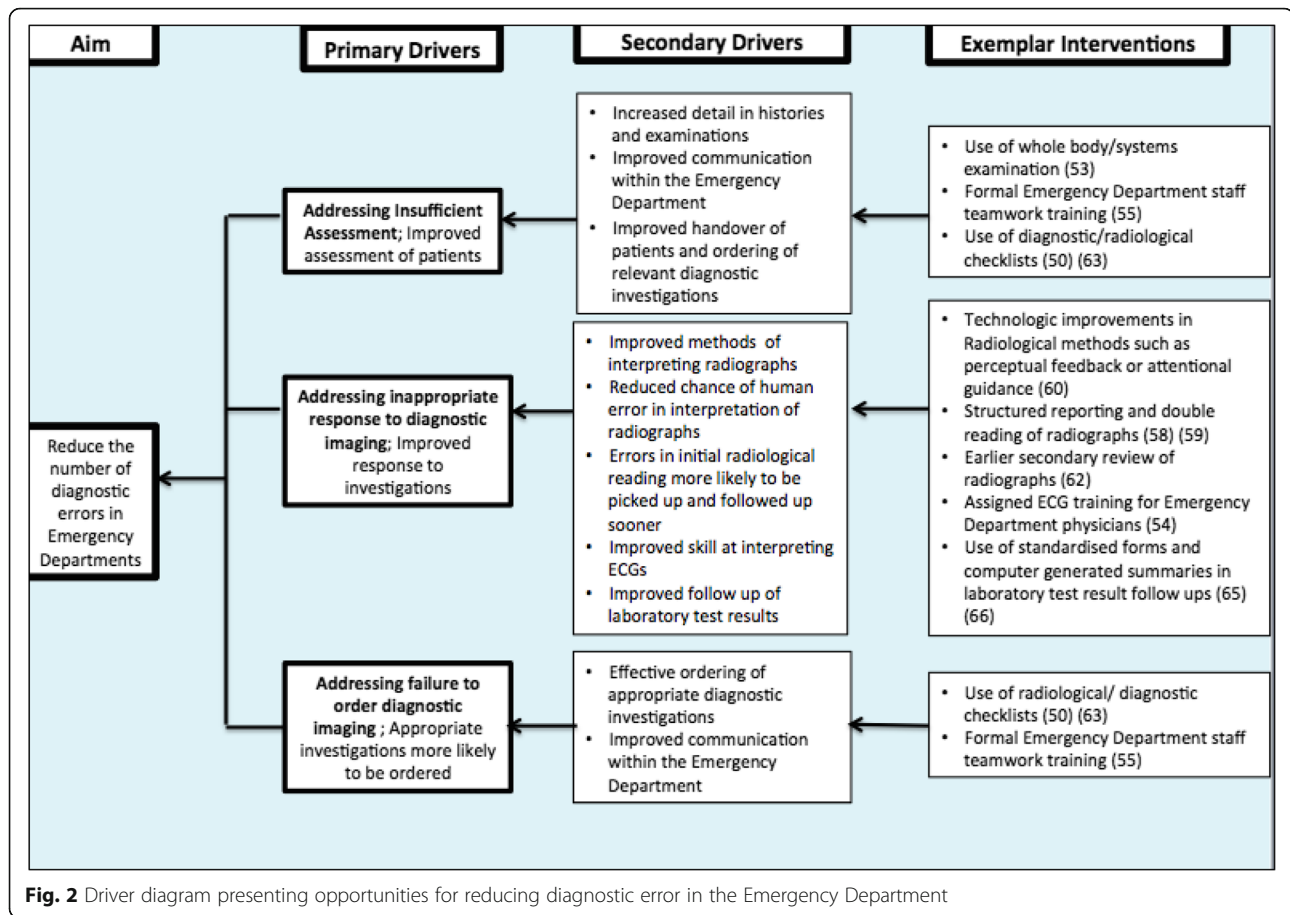 Aim
Primary Drivers
Secondary Drivers
Exemplar Interventions
Reduce the
number of
diagnostic
errors in
Emergency
Departments
Addressing Insufficient
Assessment; Improved
assessment of patients
• Increased detail in histories
and examinations
• Improved communication
within the Emergency
Department
• Improved handover of
patients and ordering of
relevant diagnostic
investigations
• Use of whole body/systems
examination (53)
• Formal Emergency Department
staff teamwork training (55)
• Use of diagnostic/radiological
checklists (50) (63)
Addressing inappropriate
response to diagnostic
imaging; Improved
response to
investigations
• Improved methods of
interpreting radiographs
• Reduced chance of human
error in interpretation of
radiographs
• Errors in initial radiological
reading more likely to be
picked up and followed up
sooner
• Improved skill at interpreting
ECGs
• Improved follow up of
laboratory test results
• Technologic improvements in
Radiological methods such as
perceptual feedback or attentional
guidance (60)
• Structured reporting and double
reading of radiographs (58) (59)
• Earlier secondary review of
radiographs (62)
• Assigned ECG training for Emergency
Department physicians (54)
• Use of standardised forms and
computer generated summaries in
laboratory test result follow ups (65)
(66)
Addressing failure to
order diagnostic
imaging ; Appropriate
investigations more likely
to be ordered
• Effective ordering of
appropriate diagnostic
investigations
• Improved communication
within the Emergency
Department
• Use of radiological/ diagnostic
checklists (50) (63)
• Formal Emergency Department staff
teamwork training (55)
Fig. 2 Driver diagram presenting opportunities for reducing diagnostic error in the Emergency Department